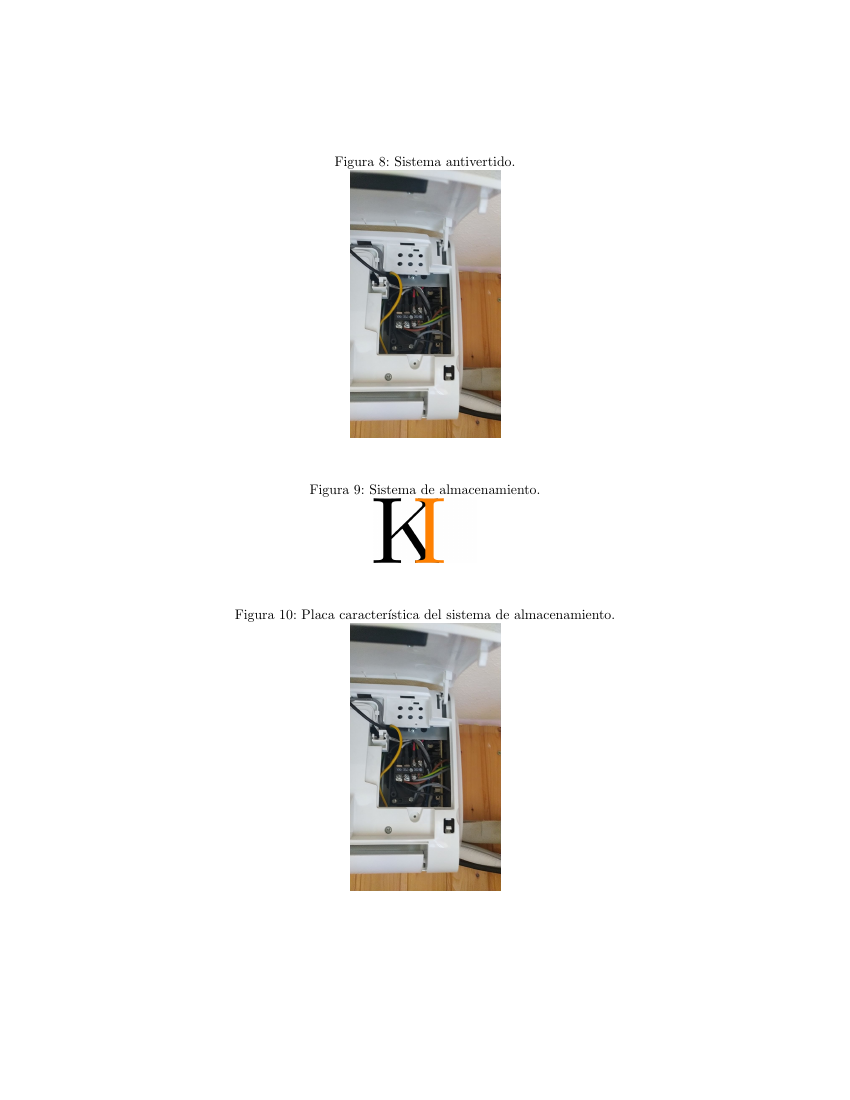 Figura 8: Sistema antivertido.
Figura 9: Sistema de almacenamiento.
KI
Figura 10: Placa característica del sistema de almacenamiento.